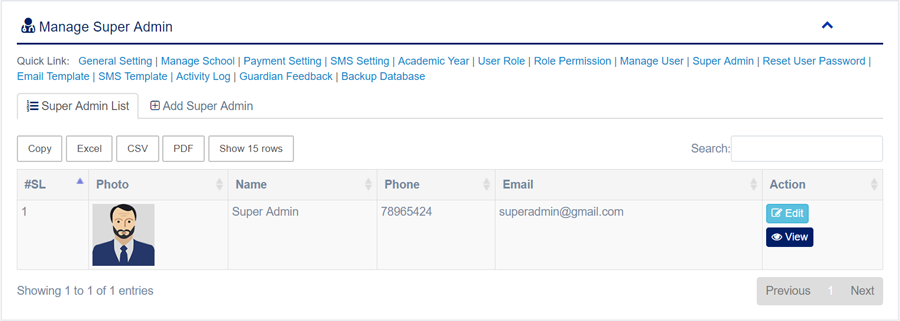 Manage Super Admin
Quick Link: General Setting | Manage School | Payment Setting | SMS Setting | Academic Year | User Role | Role Permission | Manage User | Super Admin | Reset User Password |
Email Template | SMS Template | Activity Log | Guardian Feedback | Backup Database
Super Admin List Add Super Admin
Copy Excel CSV PDF Show 15 rows Search:
#SL Photo Name Phone Email Action
1 Super Admin 78965424 superadmin@gmail.com Edit
View
Showing 1 to 1 of 1 entries Previous 1 Next